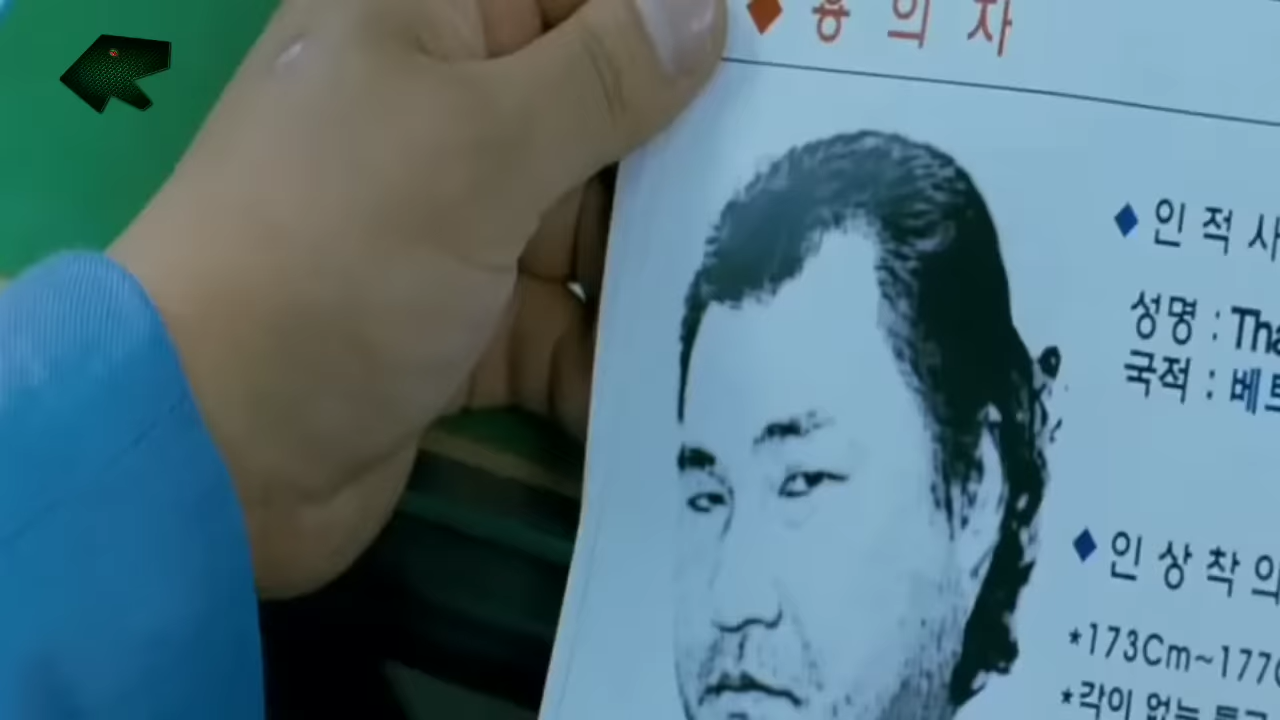 ◆ 용 의 자
◆ 인 적 사
성명 : Tha
국적 : 베트
◆ 인 상 착 의
*173Cm~177C
*각이 없는